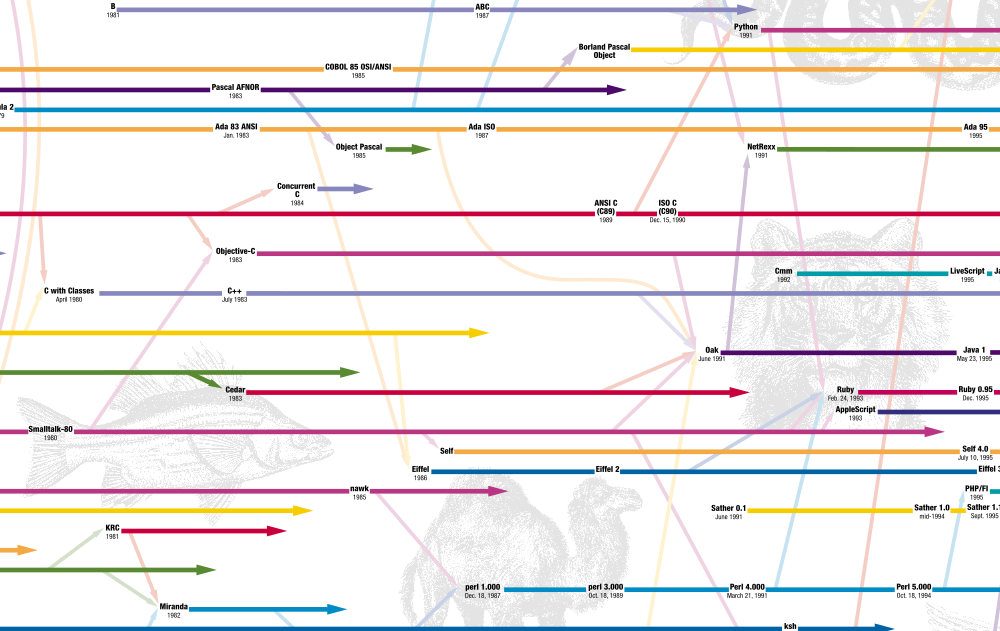 B
1981
ABC
1987
Python
1991
Borland Pascal
Object
COBOL 85 OSI/ANSI
1985
Pascal AFNOR
1983
la 2
79
Ada 83 ANSI
Jan. 1983
Ada ISO
1987
Ada 95
1995
Object Pascal
1985
NetRexx
1991
Concurrent
C
1984
ANSI C
(C89)
1989
ISO C
(C90)
Dec. 15, 1990
Objective-C
1983
Cmm
1992
LiveScript
1995
Ja
C with Classes
April 1980
C++
July 1983
Oak
June 1991
Java 1
May 23, 1995
Cedar
1983
Ruby
Feb. 24, 1993
Ruby 0.95
Dec. 1995
AppleScript
1993
Smalltalk-80
1980
Self
Self 4.0
July 10, 1995
Eiffel
1986
Eiffel 2
Eiffel 3
nawk
1985
PHP/FI
1995
Sather 0.1
June 1991
Sather 1.0
mid-1994
Sather 1.1
Sept. 1995
KRC
1981
perl 1.000
Dec. 18, 1987
perl 3.000
Oct. 18, 1989
Perl 4.000
March 21, 1991
Perl 5.000
Oct. 18, 1994
Miranda
1982
ksh